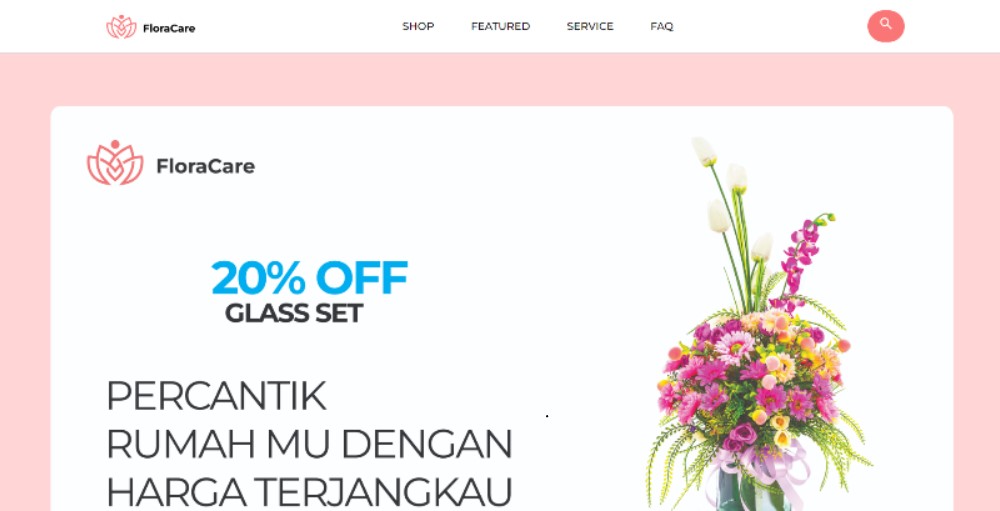 FloraCare
SHOP FEATURED SERVICE FAQ
FloraCare
20% OFF
GLASS SET
PERCANTIK
RUMAH MU DENGAN
HARGA TERJANGKAU